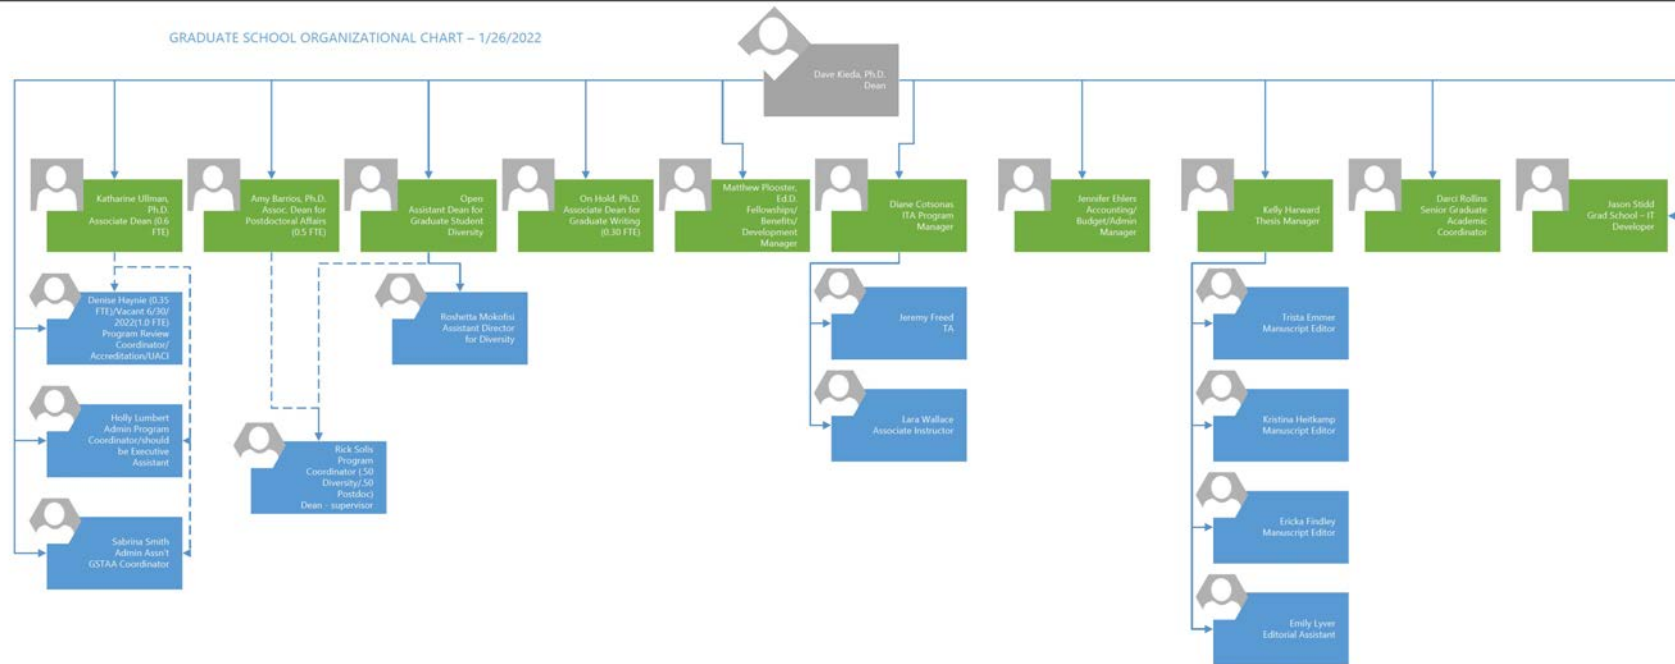 GRADUATE SCHOOL ORGANIZATIONAL CHART – 1/26/2022
Dave Kieda, Ph.D.
Dean
Katharine Ullman,
Ph.D.
Associate Dean (0.6
FTE)
Amy Barrios, Ph.D.
Assoc. Dean for
Postdoctoral Affairs
(0.5 FTE)
Open
Assistant Dean for
Graduate Student
Diversity
On Hold, Ph.D.
Associate Dean for
Graduate Writing
(0.30 FTE)
Matthew Plooster,
Ed.D.
Fellowships/
Benefits/
Development
Manager
Diane Cotsonas
ITA Program
Manager
Jennifer Ehlers
Accounting/
Budget/Admin
Manager
Kelly Harward
Thesis Manager
Darci Rollins
Senior Graduate
Academic
Coordinator
Jason Stidd
Grad School – IT
Developer
Denise Haynie (0.35
FTE)/Vacant 6/30/
2022(1.0 FTE)
Program Review
Coordinator/
Accreditation/UACI
Roshetta Mokofisi
Assistant Director
for Diversity
Jeremy Freed
TA
Trista Emmer
Manuscript Editor
Holly Lumbert
Admin Program
Coordinator/should
be Executive
Assistant
Lara Wallace
Associate Instructor
Kristina Heitkamp
Manuscript Editor
Rick Solis
Program
Coordinator (.50
Diversity/.50
Postdoc)
Dean - supervisor
Sabrina Smith
Admin Assn't
GSTAA Coordinator
Ericka Findley
Manuscript Editor
Emily Lyver
Editorial Assistant